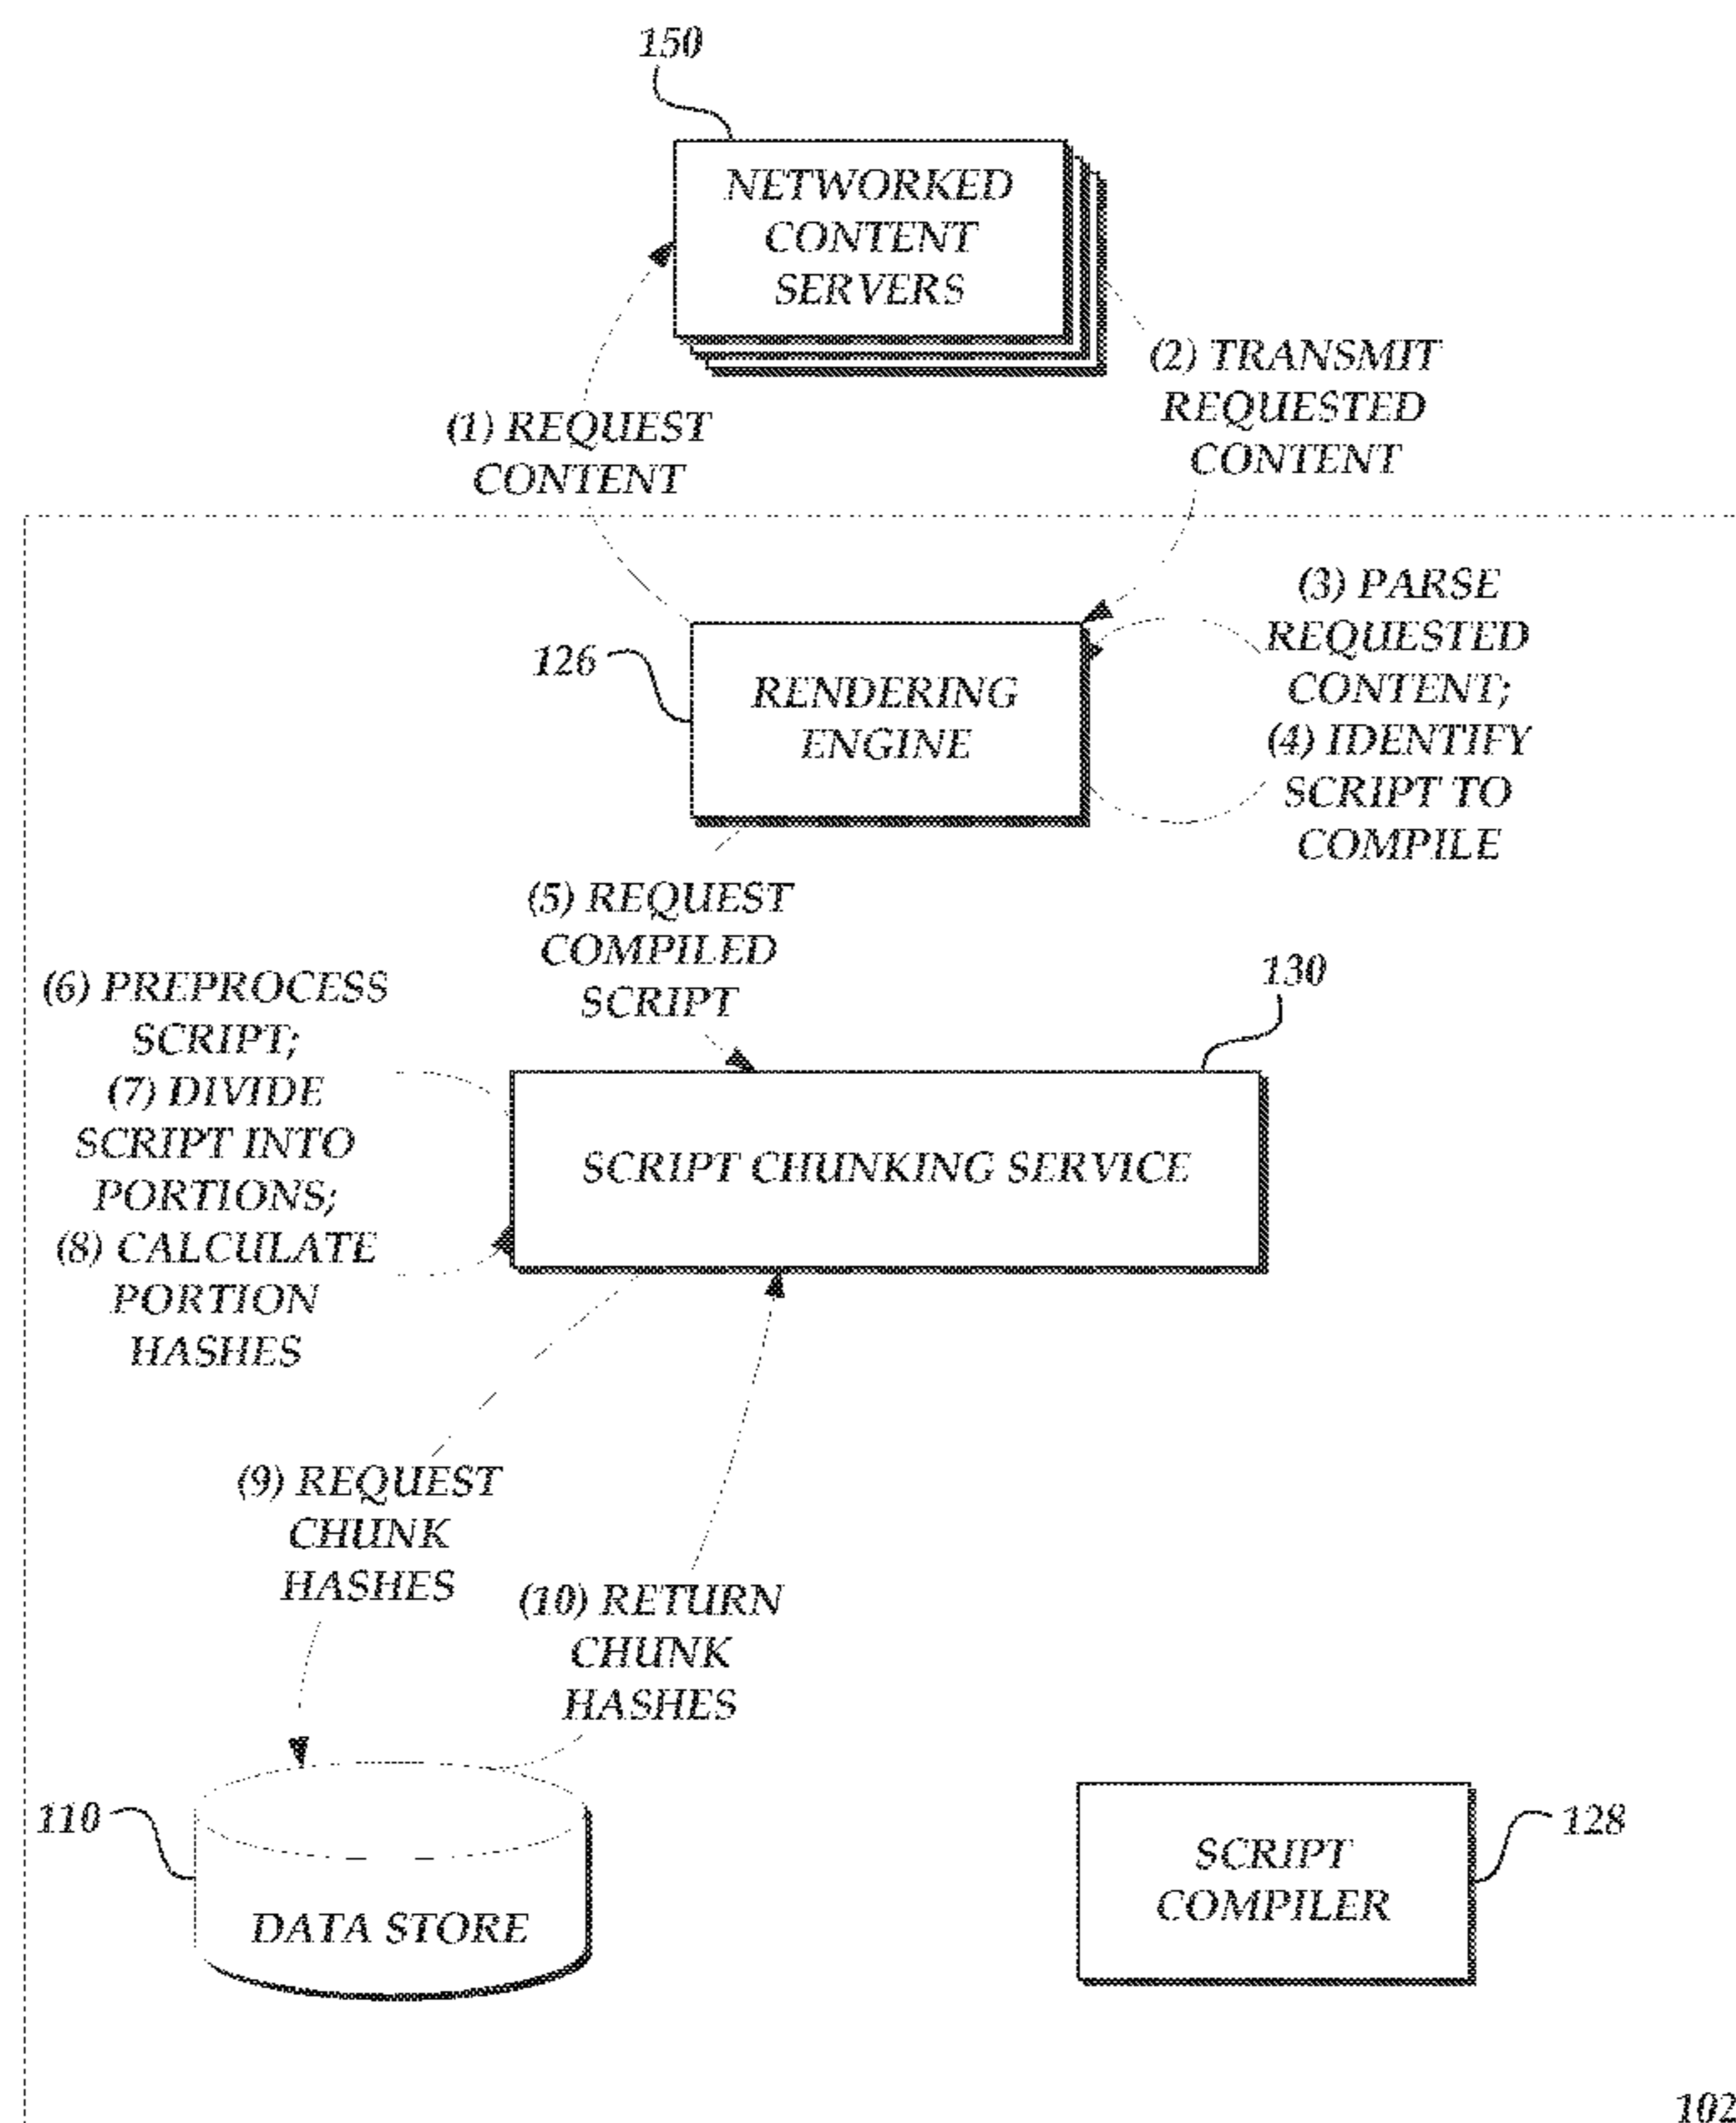 150
NETWORKED
CONTENT
SERVERS
(1) REQUEST
CONTENT
(2) TRANSMIT
REQUESTED
CONTENT
126
RENDERING
ENGINE
(3) PARSE
REQUESTED
CONTENT;
(4) IDENTIFY
SCRIPT TO
COMPILE
(5) REQUEST
COMPILED
SCRIPT
130
(6) PREPROCESS
SCRIPT;
(7) DIVIDE
SCRIPT INTO
PORTIONS;
(8) CALCULATE
PORTION
HASHES
SCRIPT CHUNKING SERVICE
(9) REQUEST
CHUNK
HASHES
(10) RETURN
CHUNK
HASHES
110
DATA STORE
SCRIPT
COMPILER
128
102